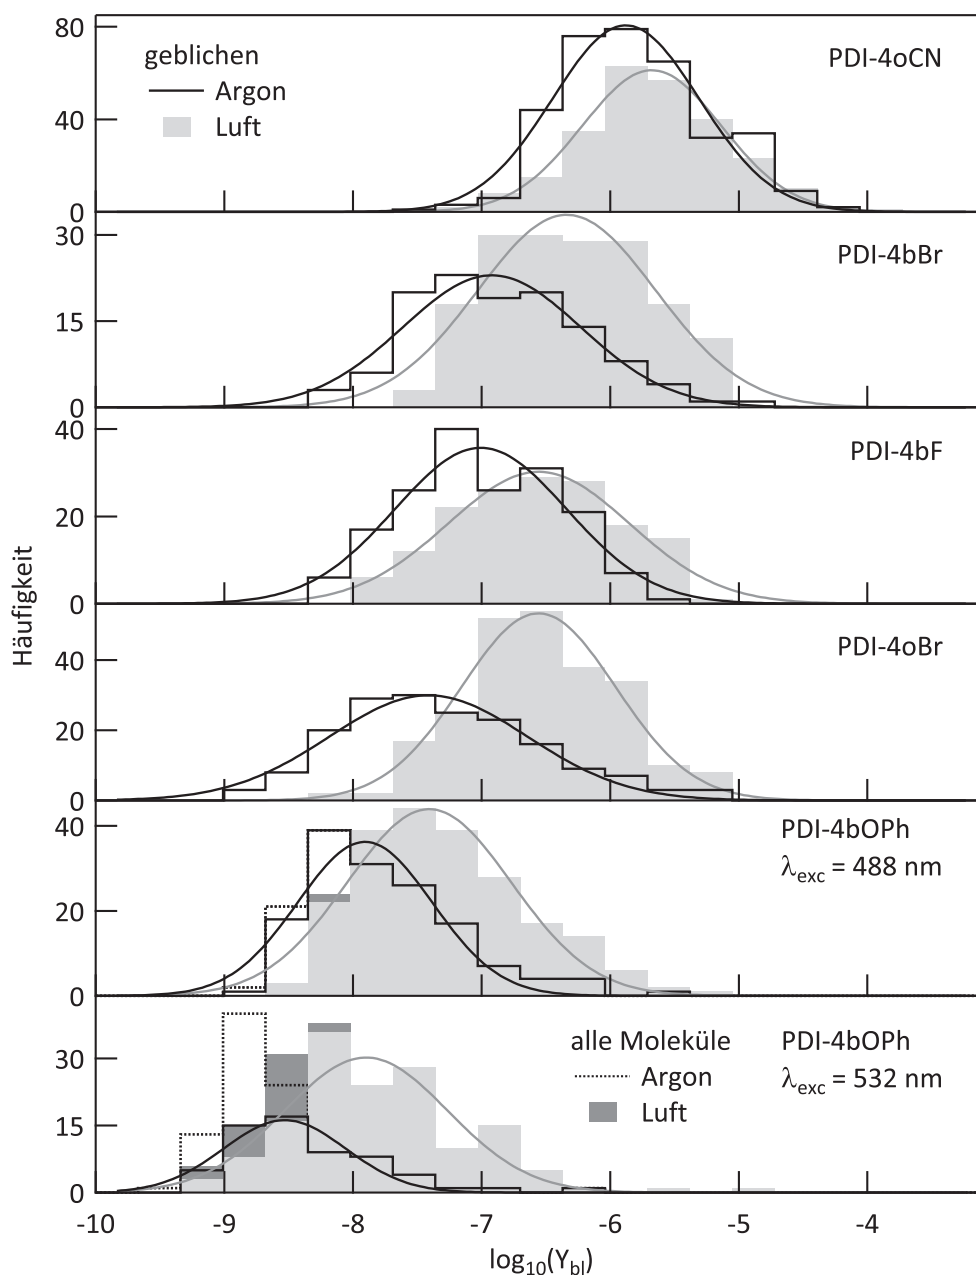 80
40
0
geblichen
Argon
Luft
PDI-4oCN
30
15
0
PDI-4bBr
40
20
0
PDI-4bF
Häufigkeit
40
20
0
PDI-4oBr
40
20
0
PDI-4bOPh
λexc = 488 nm
30
15
0
alle Moleküle
Argon
Luft
PDI-4bOPh
λexc = 532 nm
-10 -9 -8 -7 -6 -5 -4
log10(Ybl)